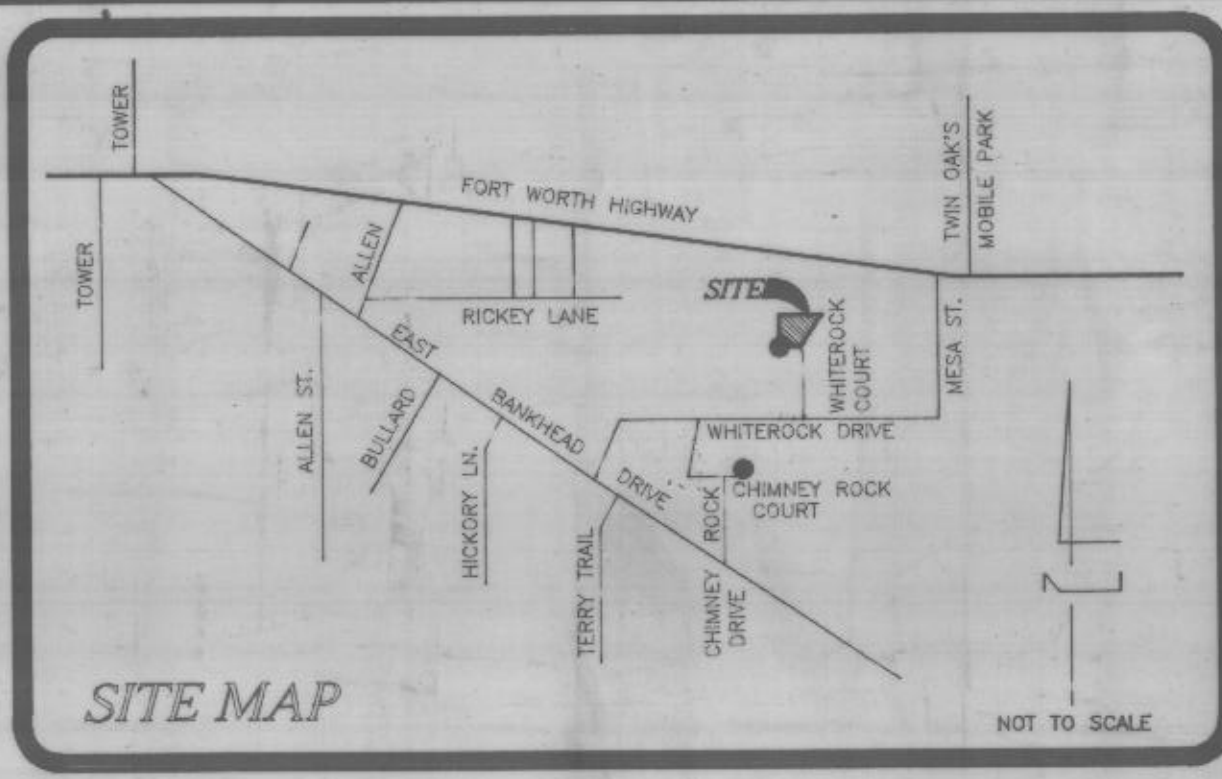 TOWER
TOWER
FORT WORTH HIGHWAY
TWIN OAK'S
MOBILE PARK
ALLEN
RICKEY LANE
SITE
WHITEROCK
COURT
MESA ST.
EAST
BANKHEAD
DRIVE
ALLEN ST.
BULLARD
HICKORY LN.
WHITEROCK DRIVE
CHIMNEY ROCK
COURT
ROCK
TERRY TRAIL
CHIMNEY
DRIVE
SITE MAP
NOT TO SCALE